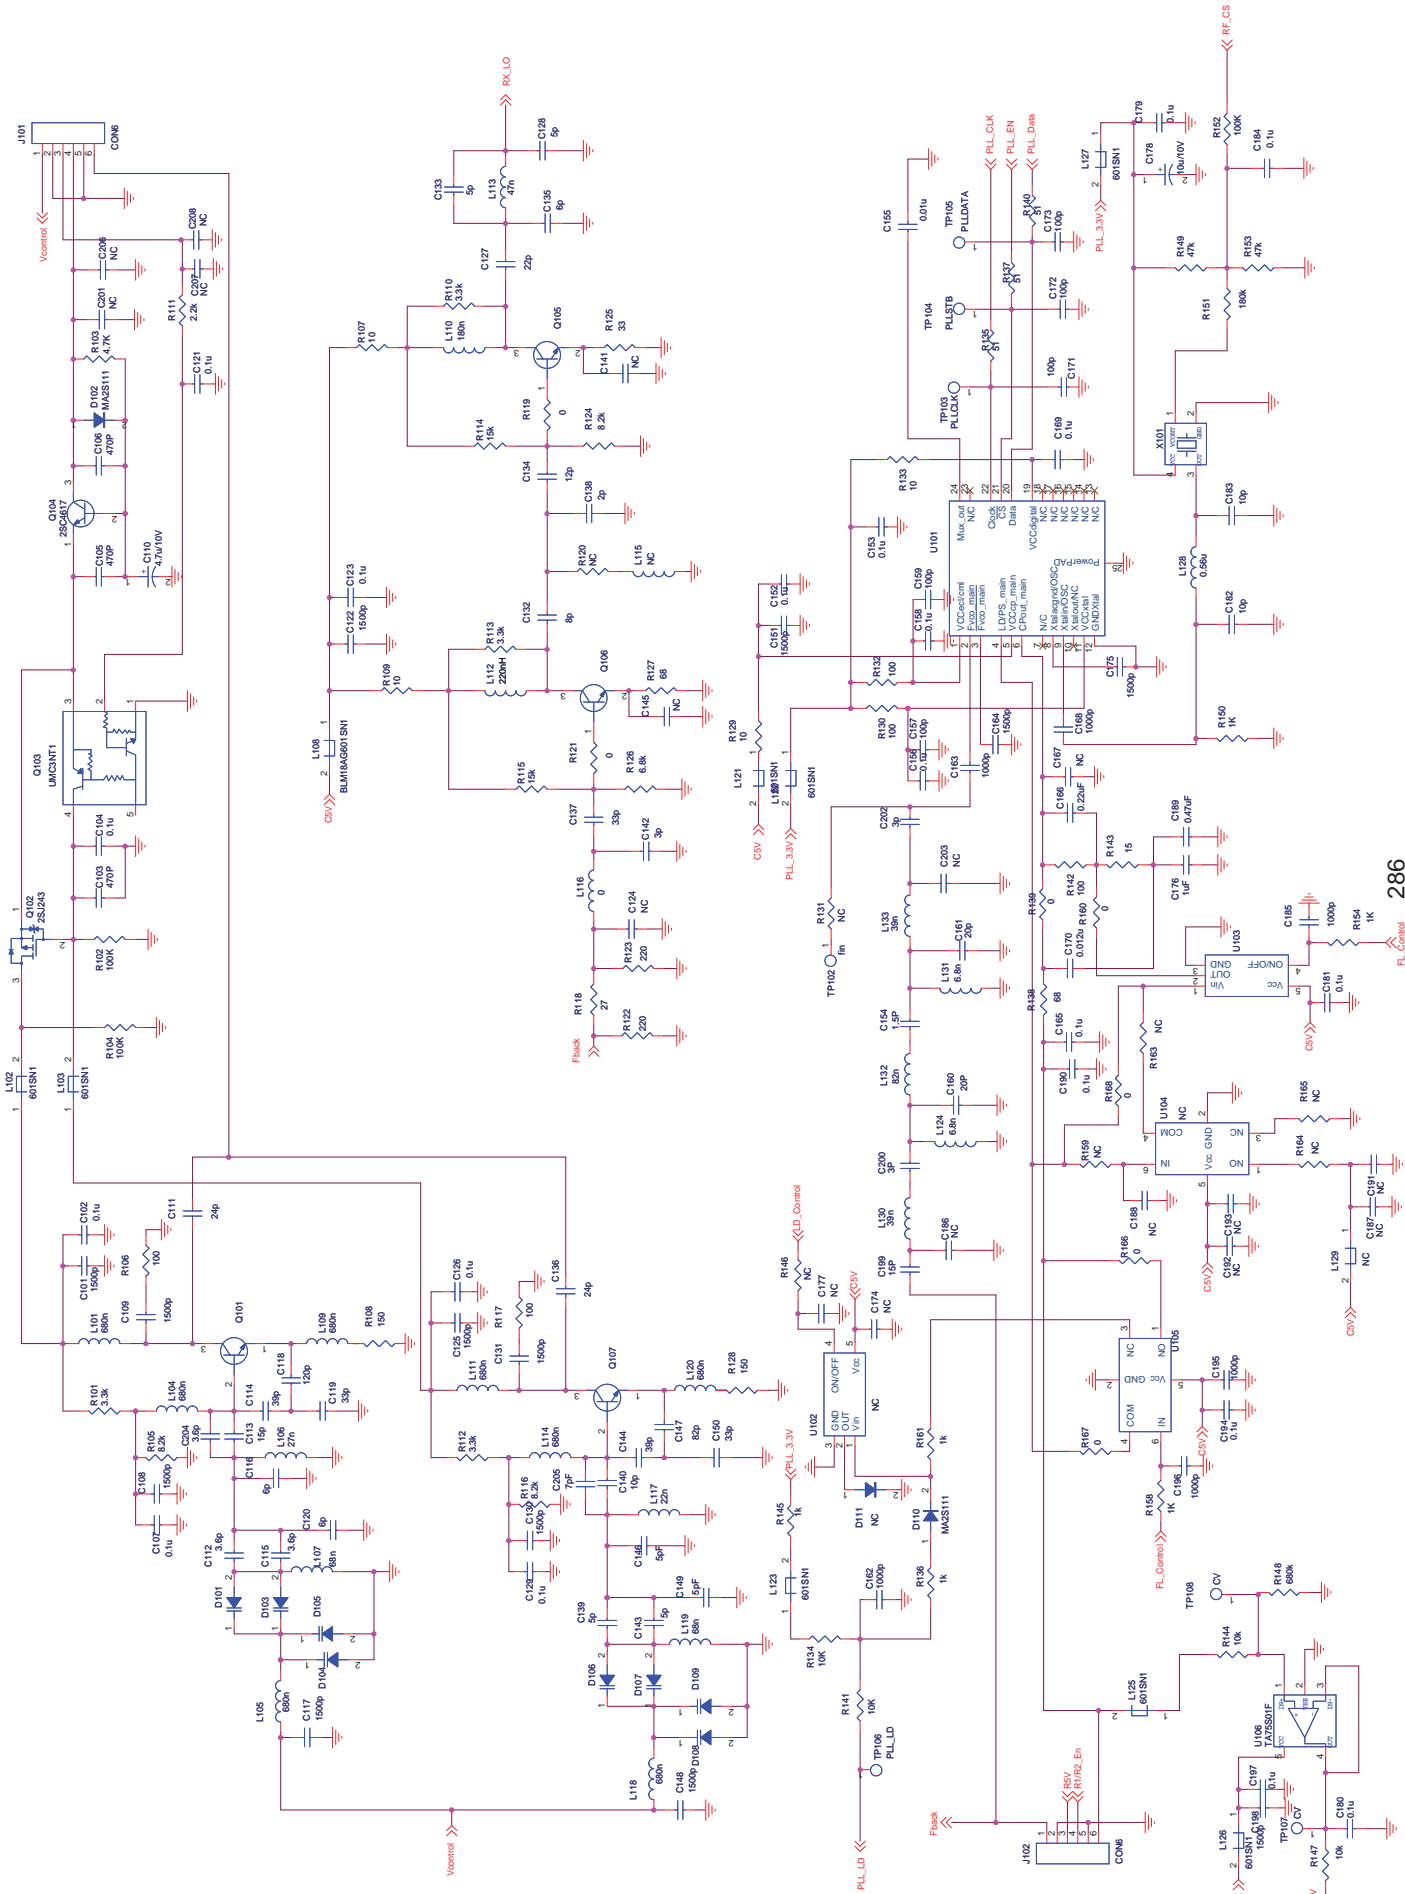 RF_CS
J101
CON6
1
2
3
4
5
6
Vcontrol
C208
NC
C206
NC
C207
NC
C201
NC
R111
2.2k
R103
4.7K
C121
0.1u
D102
MA2S111
C106
470P
Q104
2SC4617
C105
470P
C110
4.7u/10V
Q103
UMC3NT1
C104
0.1u
C103
470P
Q102
2SJ243
R102
100K
R104
100K
L102
601SN1
L103
601SN1
RX_LO
C128
5p
C133
5p
L113
47n
C135
6p
C127
22p
R110
3.3k
L110
180n
R107
10
Q105
R125
33
C141
NC
R119
0
R124
8.2k
R114
15k
C134
12p
C138
2p
R120
NC
L115
NC
C123
0.1u
C122
1500p
C132
8p
R113
3.3k
L112
220nH
R109
10
Q106
R127
68
C145
NC
L108
BLM18AG601SN1
C5V
R121
0
R126
6.8k
R115
15k
C137
33p
C142
3p
L116
0
C124
NC
R123
220
R118
27
R122
220
Fback
C179
0.1u
L127
601SN1
C178
10u/10V
PLL_3.3V
R152
100K
C184
0.1u
R149
47k
R153
47k
R151
180k
X101
VCC
VCONT
OUT
GND
C183
10p
L128
0.56u
C182
10p
R150
1K
PLL_CLK
PLL_EN
PLL_Data
R140
51
R137
51
R135
51
C173
100p
C172
100p
C171
100p
TP105
PLLDATA
TP104
PLLSTB
TP103
PLLCLK
C155
0.01u
C169
0.1u
R133
10
C153
0.1u
U101
Mux_out
N/C
Clock
CS
Data
VCCdigital
N/C
N/C
N/C
N/C
N/C
N/C
PowerPAD
VCCecl/cml
Fvco_main
Fvco_main
LD/PS_main
VCCcp_main
CPout_main
N/C
Xtalacgnd/OSC
Xtalin/OSC
Xtalout/NC
VCCxtal
GNDXtal
C159
100p
C158
0.1u
C152
0.1u
C151
1500p
R132
100
R130
100
R129
10
L121
601SN1
C5V
PLL_3.3V
601SN1
C157
100p
C156
0.1u
C164
1500p
C163
1000p
C175
1500p
C168
1000p
C167
NC
C166
0.22uF
C202
3p
C203
NC
R131
NC
TP102
fin
L133
39n
C161
20p
L131
6.8n
C154
1.5P
L132
82n
C160
20P
L124
6.8n
C200
3P
L130
39n
C186
NC
C199
15P
R143
15
C189
0.47uF
C176
1uF
R142
100
R160
0
R139
0
C170
0.012u
R138
68
C165
0.1u
C190
0.1u
R168
0
R163
NC
U103
Vin
OUT
GND
Vcc
ON/OFF
C185
1000p
R154
1K
FL_Control
C181
0.1u
C5V
286
U104
NC
COM
IN
Vcc
GND
NC
NO
R165
NC
R164
NC
R159
NC
C188
NC
C193
NC
C192
NC
C5V
C191
NC
C187
NC
L129
NC
C5V
R166
0
U105
NC
NO
Vcc
GND
COM
IN
R167
0
C195
1000p
C194
0.1u
C5V
C196
1000p
R158
1K
FL_Control
C102
0.1u
C101
1500p
R106
100
C109
1500p
C111
24p
L101
680n
Q101
L109
680n
R108
150
C118
120p
C119
33p
R101
3.3k
L104
680n
C114
39p
R105
8.2k
C204
3.6p
C113
15p
L106
27n
C108
1500p
C107
0.1u
C116
6p
C120
6p
C112
3.6p
C115
3.6p
L107
68n
D101
D103
D105
D104
L105
680n
C117
1500p
Vcontrol
C126
0.1u
C125
1500p
R117
100
C131
1500p
C136
24p
L111
680n
Q107
L120
680n
R128
150
R112
3.3k
L114
680n
C144
39p
C147
82p
C150
33p
R116
8.2k
C205
7pF
C140
10p
L117
22n
C130
1500p
C129
0.1u
C146
5pF
C149
5pF
C139
5p
C143
5p
L119
68n
D106
D107
D109
D108
L118
680n
C148
1500p
LD_Control
R146
NC
C177
NC
C5V
C174
NC
U102
NC
GND
ON/OFF
OUT
Vin
Vcc
PLL_3.3V
R145
1k
D111
NC
R161
1k
D110
MA2S111
L123
601SN1
C162
1000p
R136
1k
R134
10K
R141
10K
TP106
PLL_LD
PLL_LD
Fback
R5V
R1/R2_En
J102
CON6
TP108
CV
R148
680k
R144
10k
L125
601SN1
U106
TA75S01F
VCC
IN+
VEE
IN-
OUT
C197
0.1u
C198
1500p
L126
601SN1
TP107
CV
C180
0.1u
R147
10k